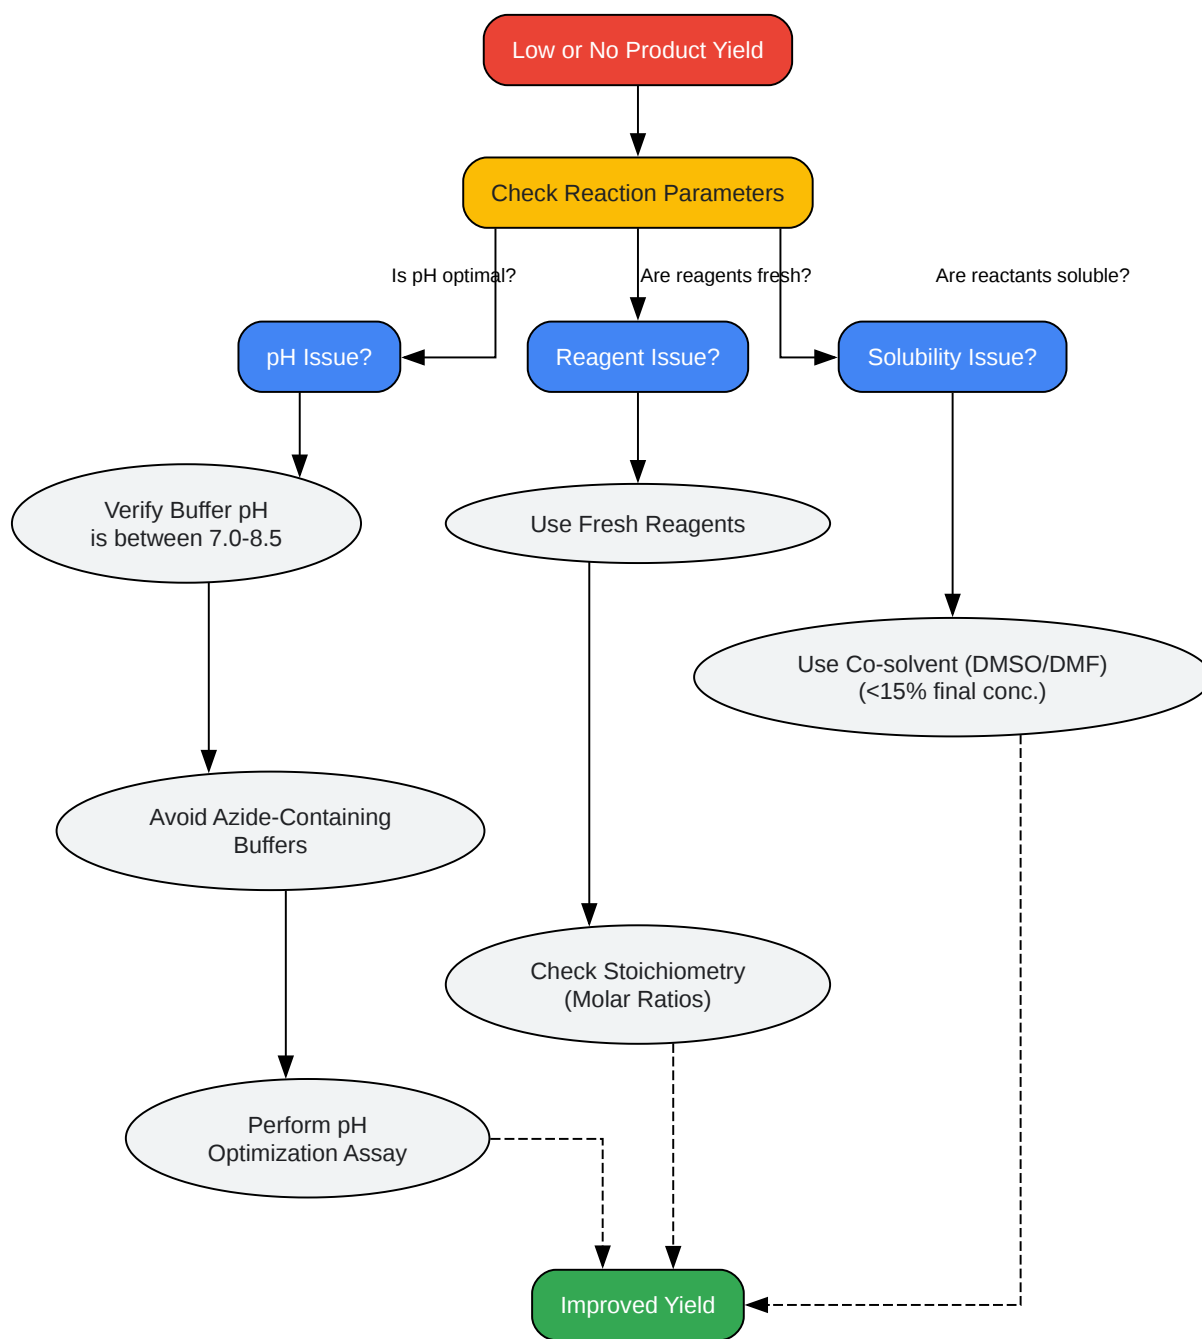 Low or No Product Yield
Check Reaction Parameters
Is pH optimal?
Are reagents fresh?
Are reactants soluble?
pH Issue?
Reagent Issue?
Solubility Issue?
Verify Buffer pH
is between 7.0-8.5
Use Fresh Reagents
Use Co-solvent (DMSO/DMF)
(<15% final conc.)
Avoid Azide-Containing
Buffers
Check Stoichiometry
(Molar Ratios)
Perform pH
Optimization Assay
Improved Yield